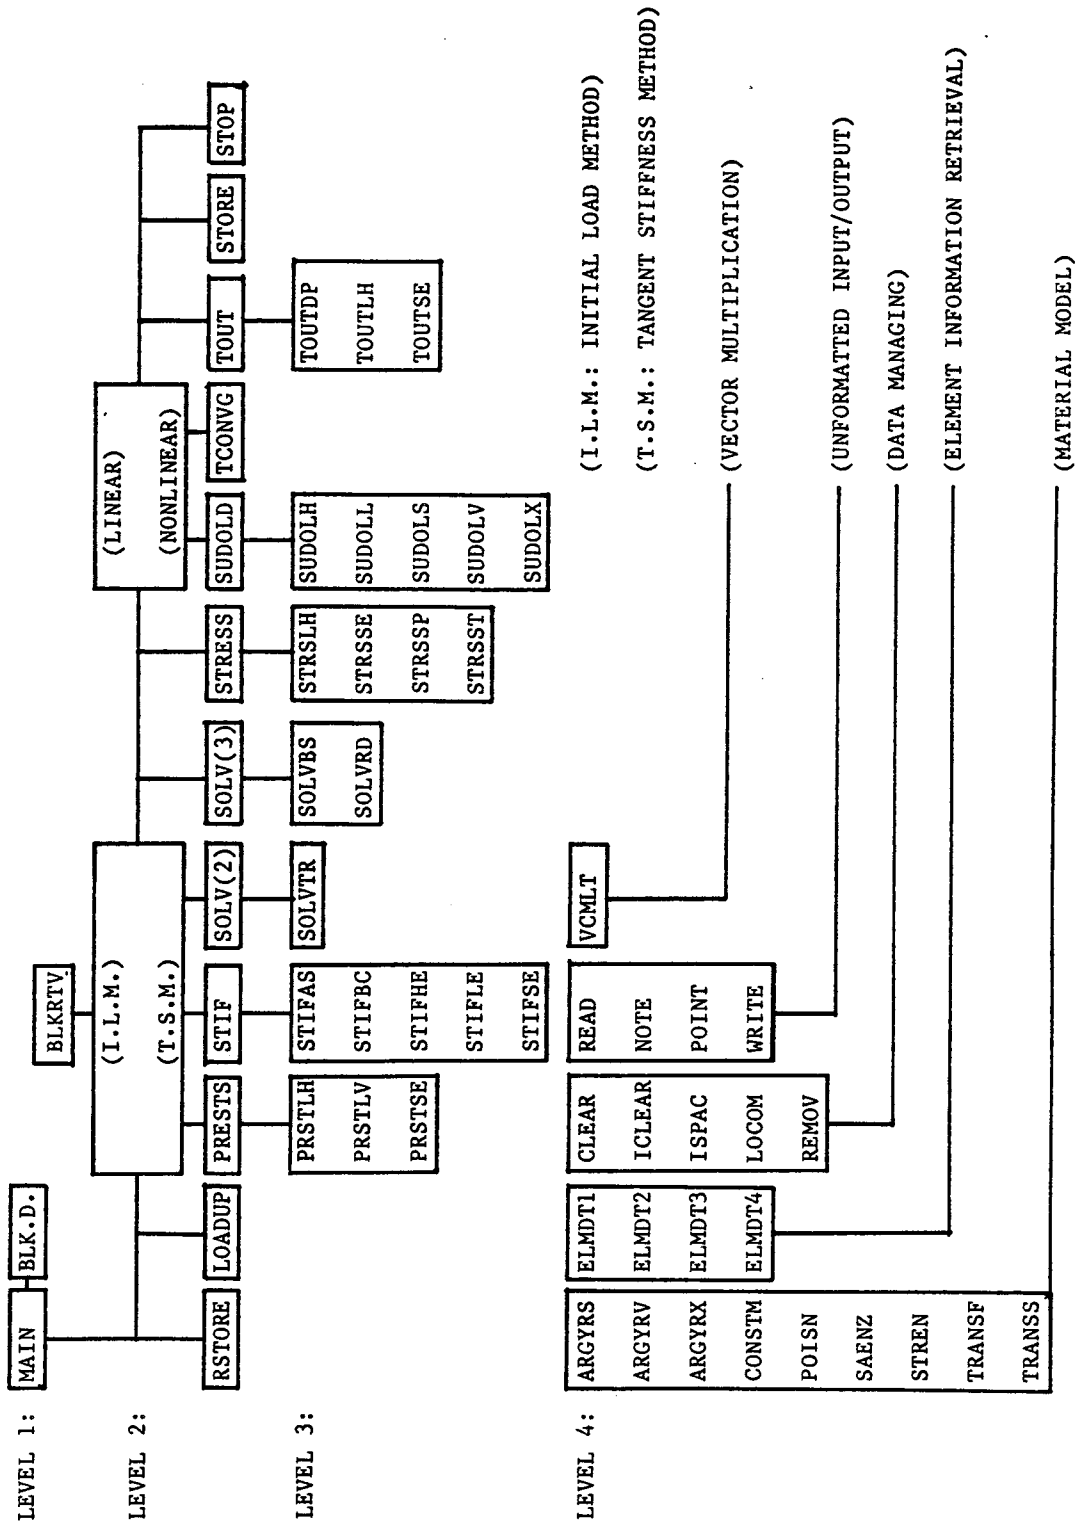 LEVEL 1:
MAIN
BLK.D.
BLKRTV
LEVEL 2:
(I.L.M.)
(T.S.M.)
(LINEAR)
(NONLINEAR)
RSTORE
LOADUP
PRESTS
STIF
SOLV(2)
SOLV(3)
STRESS
SUDOLD
TCONVG
TOUT
STORE
STOP
LEVEL 3:
PRSTLH
PRSTLV
PRSTSE
STIFAS
STIFBC
STIFHE
STIFLE
STIFSE
SOLVTR
SOLVBS
SOLVRD
STRSLH
STRSSE
STRSSP
STRSST
SUDOLH
SUDOLL
SUDOLS
SUDOLV
SUDOLX
TOUTDP
TOUTLH
TOUTSE
LEVEL 4:
ARGYRS
ARGYRV
ARGYRX
CONSTM
POISN
SAENZ
STREN
TRANSF
TRANSS
ELMDT1
ELMDT2
ELMDT3
ELMDT4
CLEAR
ICLEAR
ISPAC
LOCOM
REMOV
READ
NOTE
POINT
WRITE
VCMLT
(I.L.M.: INITIAL LOAD METHOD)
(T.S.M.: TANGENT STIFFNESS METHOD)
(VECTOR MULTIPLICATION)
(UNFORMATTED INPUT/OUTPUT)
(DATA MANAGING)
(ELEMENT INFORMATION RETRIEVAL)
(MATERIAL MODEL)